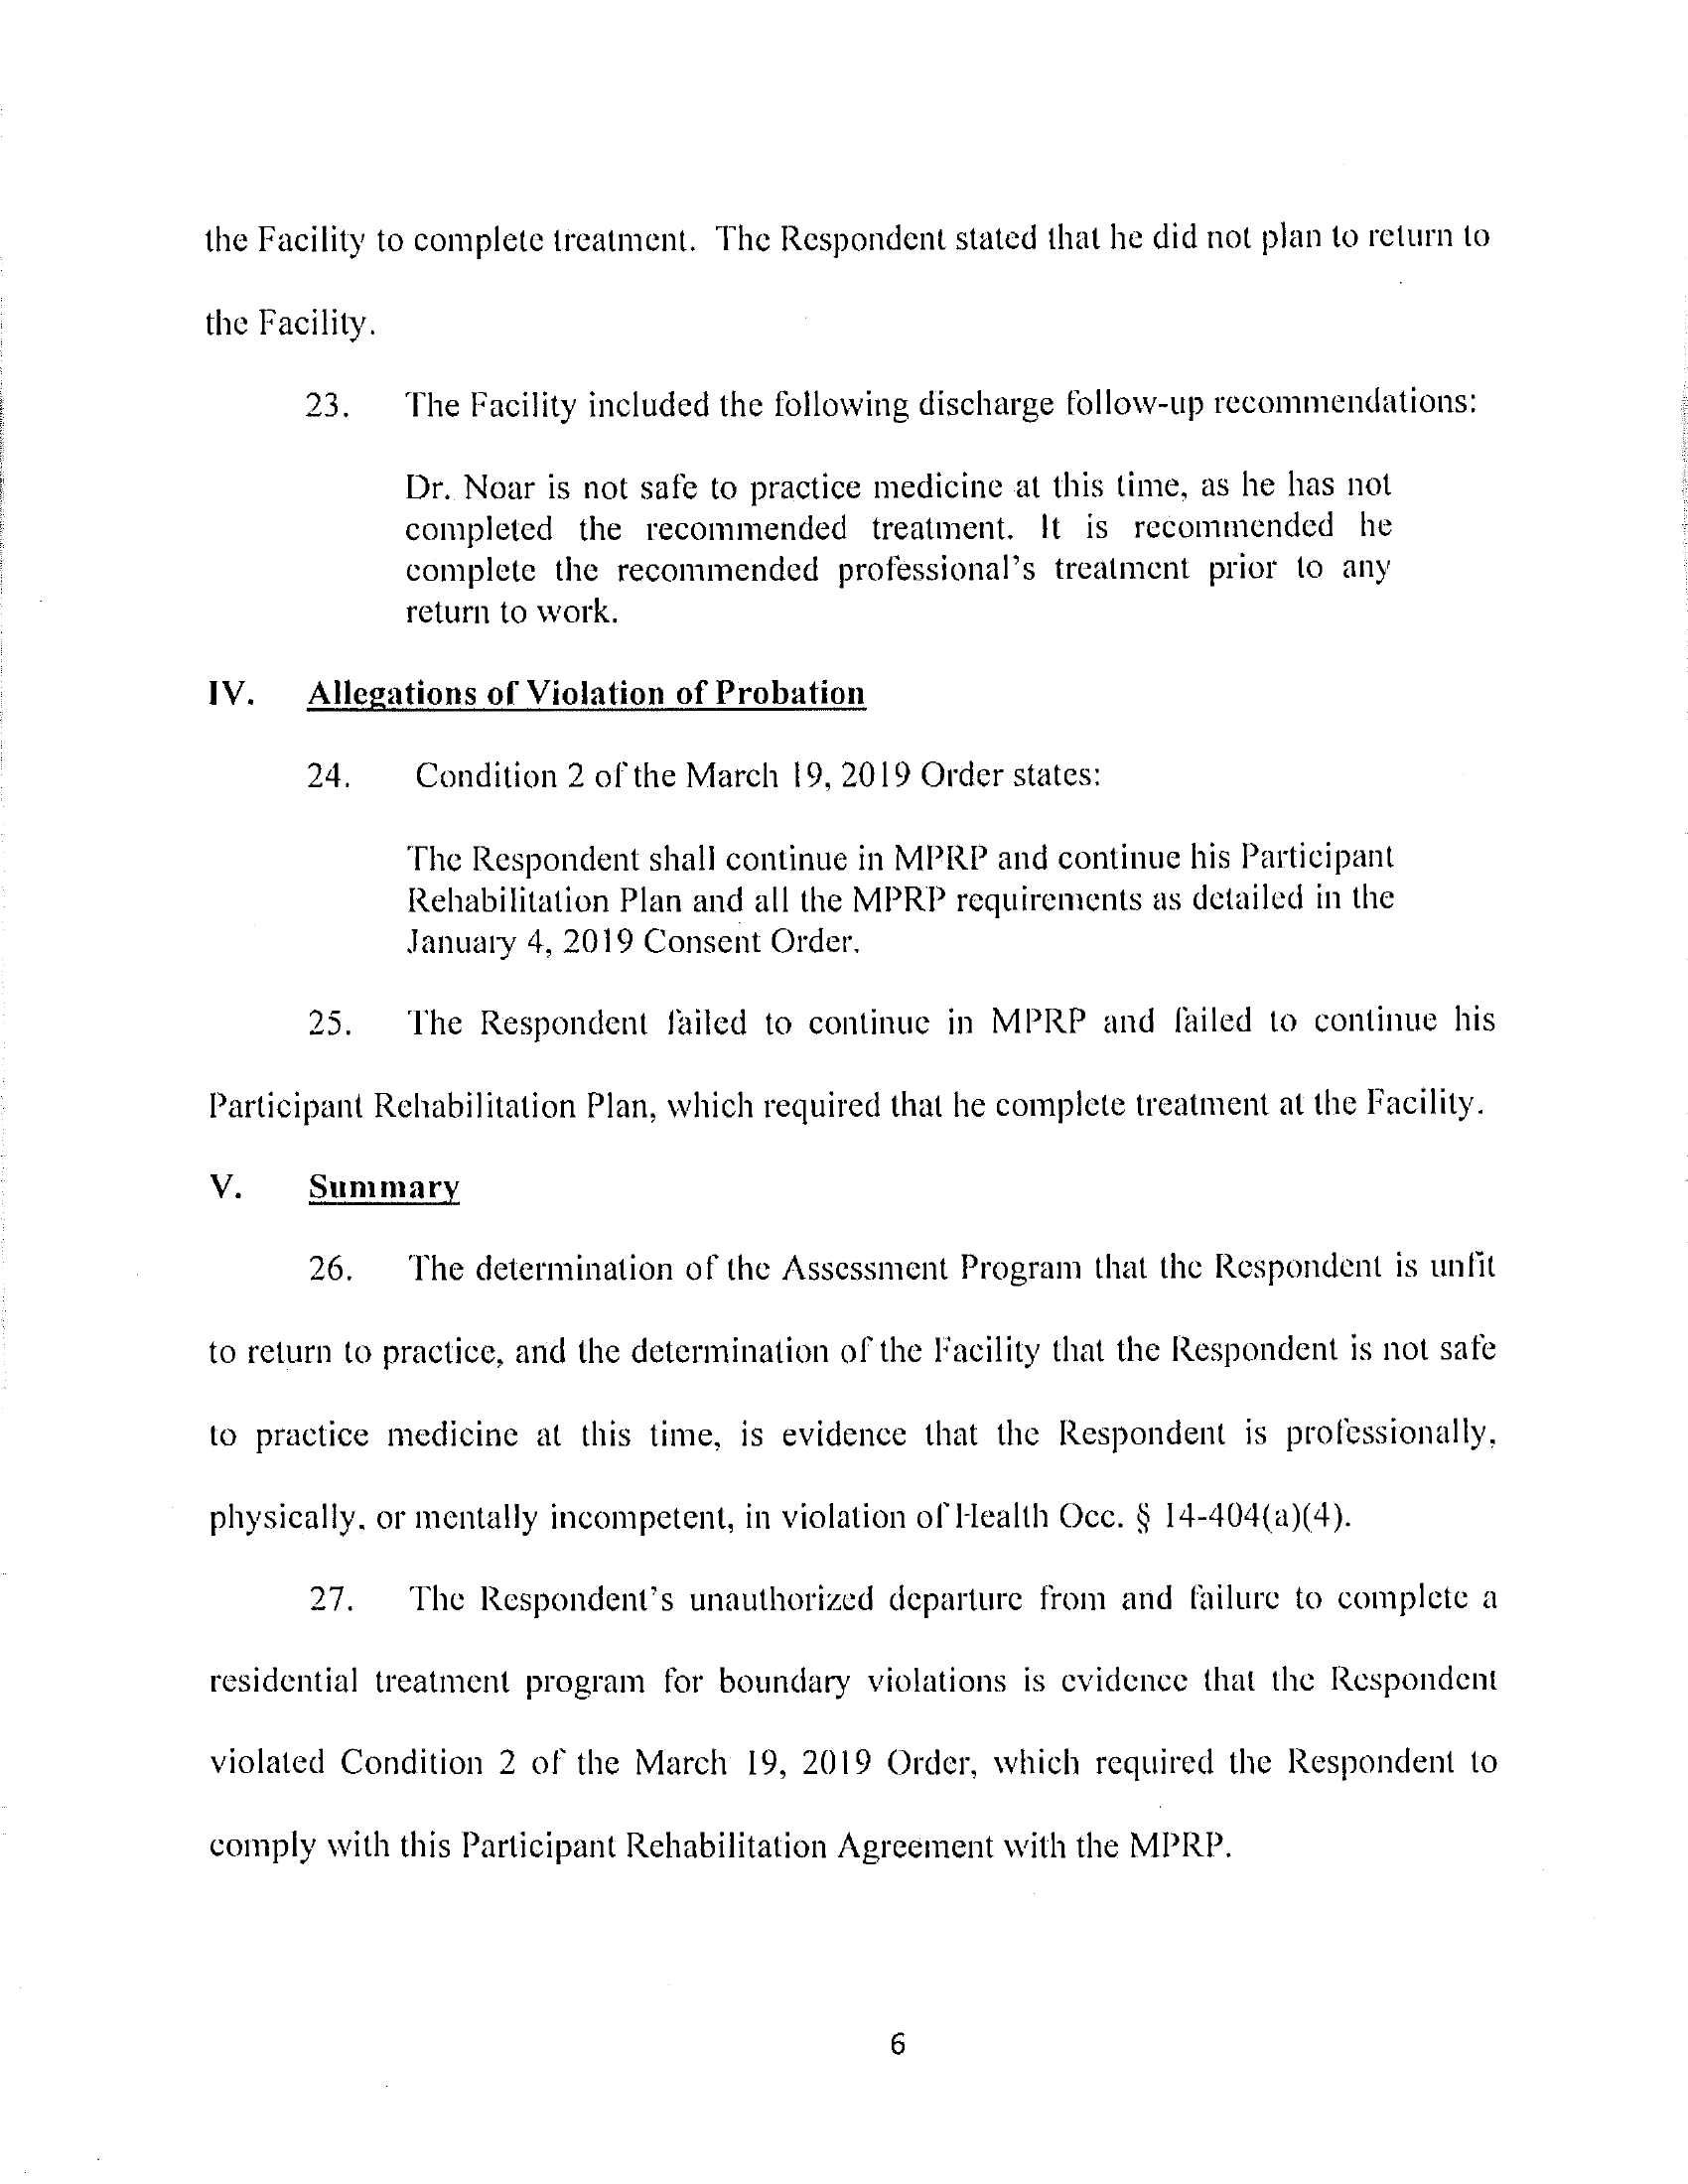 the Facility to complete treatment. The Respondent stated that he did not plan to return to
the Facility.
23. The Facility included the following discharge follow-up recommendations:
Dr. Noar is not safe to practice medicine at this time, as he has not
completed the recommended treatment. It is recommended he
complete the recommended professional's treatment prior to any
return to work.
IV. Allegations of Violation of Probation
24. Condition 2 of the March 19, 2019 Order states:
The Respondent shall continue in MPRP and continue his Participant
Rehabilitation Plan and all the MPRP requirements as detailed in the
January 4, 2019 Consent Order.
25. The Respondent failed to continue in MPRP and failed to continue his
Participant Rehabilitation Plan, which required that he complete treatment at the Facility.
V. Summary
26. The determination of the Assessment Program that the Respondent is unfit
to return to practice, and the determination of the Facility that the Respondent is not safe
to practice medicine at this time, is evidence that the Respondent is professionally,
physically, or mentally incompetent, in violation of Health Occ. § 14-404(a)(4).
27. The Respondent's unauthorized departure from and failure to complete a
residential treatment program for boundary violations is evidence that the Respondent
violated Condition 2 of the March 19, 2019 Order, which required the Respondent to
comply with this Participant Rehabilitation Agreement with the MPRP.
6